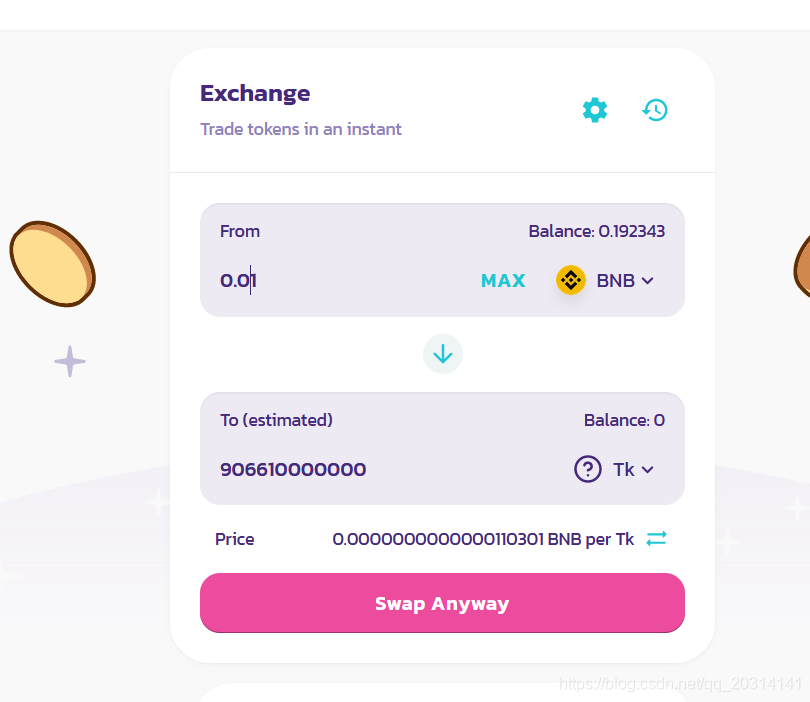 Exchange
Trade tokens in an instant
From
Balance: 0.192343
0.01
MAX
BNB
To (estimated)
Balance: 0
906610000000
?
Tk
Price
0.0000000000000110301 BNB per Tk
Swap Anyway
https://blog.csdn.net/qq_20314141